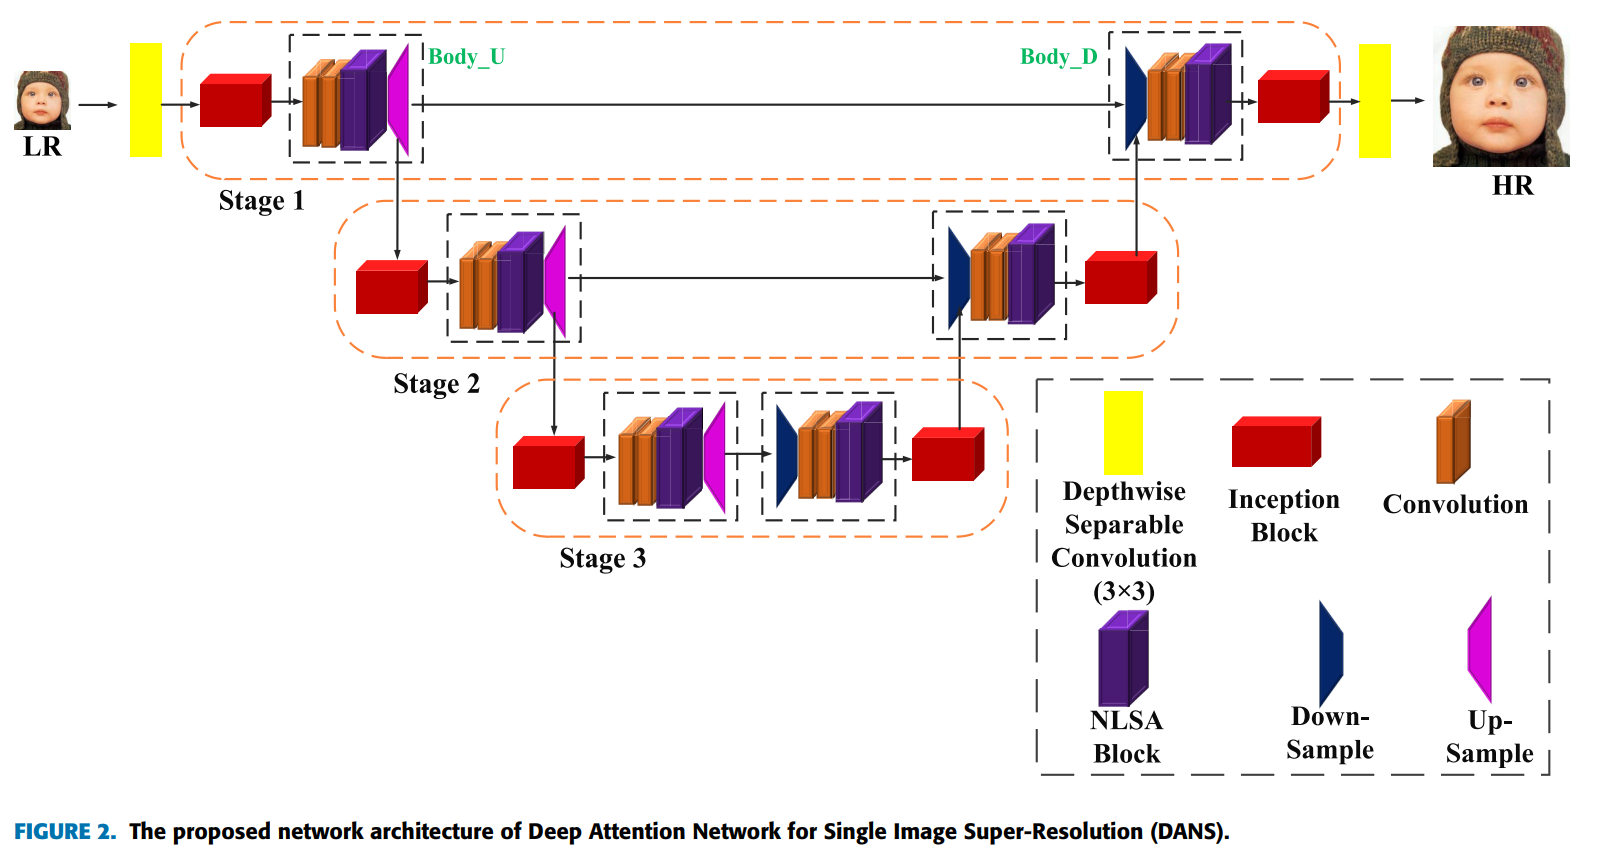 Body_U
Body_D
LR
HR
Stage 1
Stage 2
Stage 3
Depthwise
Separable
Convolution
(3×3)
Inception
Block
Convolution
NLSA
Block
Down-
Sample
Up-
Sample
FIGURE 2. The proposed network architecture of Deep Attention Network for Single Image Super-Resolution (DANS).